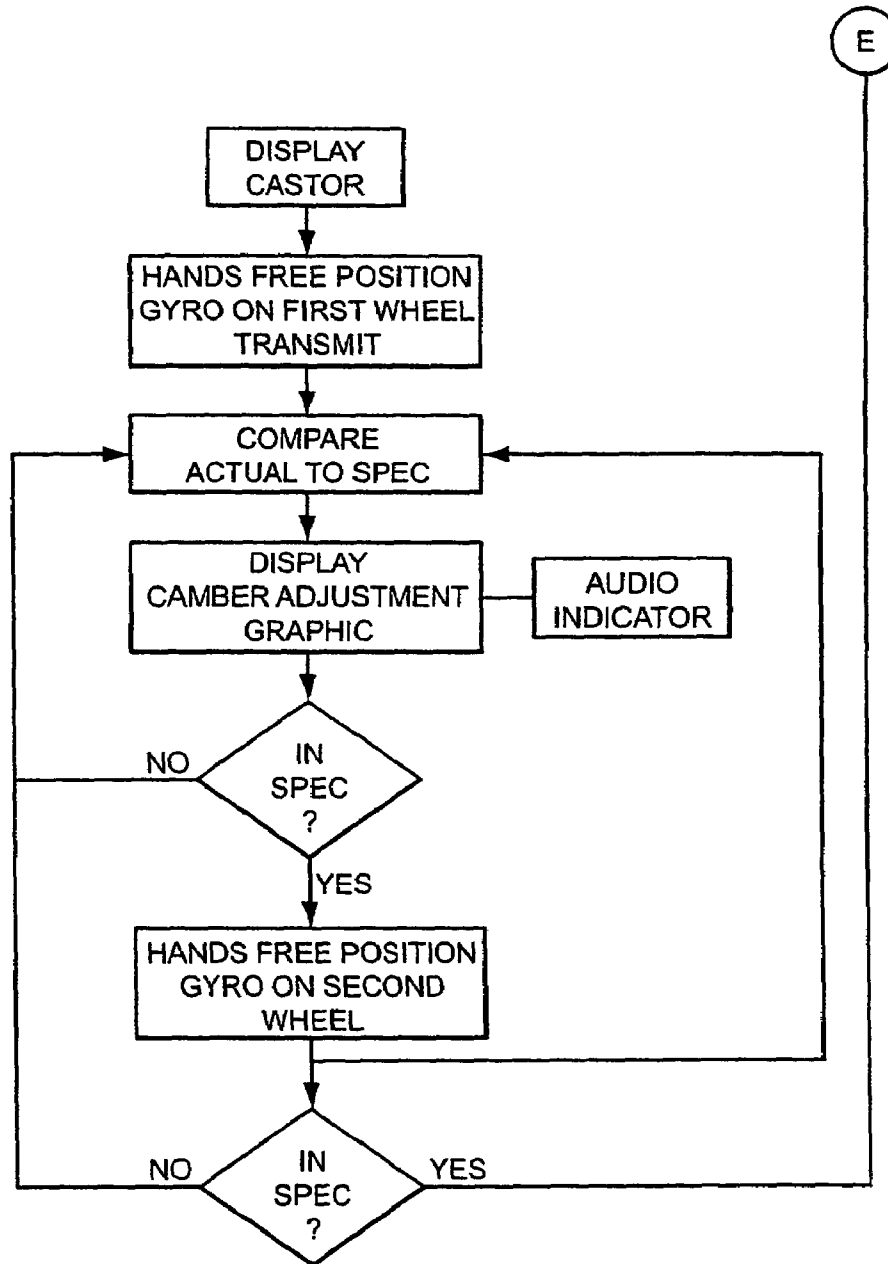 E
DISPLAY
CASTOR
HANDS FREE POSITION
GYRO ON FIRST WHEEL
TRANSMIT
COMPARE
ACTUAL TO SPEC
DISPLAY
CAMBER ADJUSTMENT
GRAPHIC
AUDIO
INDICATOR
NO
IN
SPEC
?
YES
HANDS FREE POSITION
GYRO ON SECOND
WHEEL
NO
IN
SPEC
?
YES